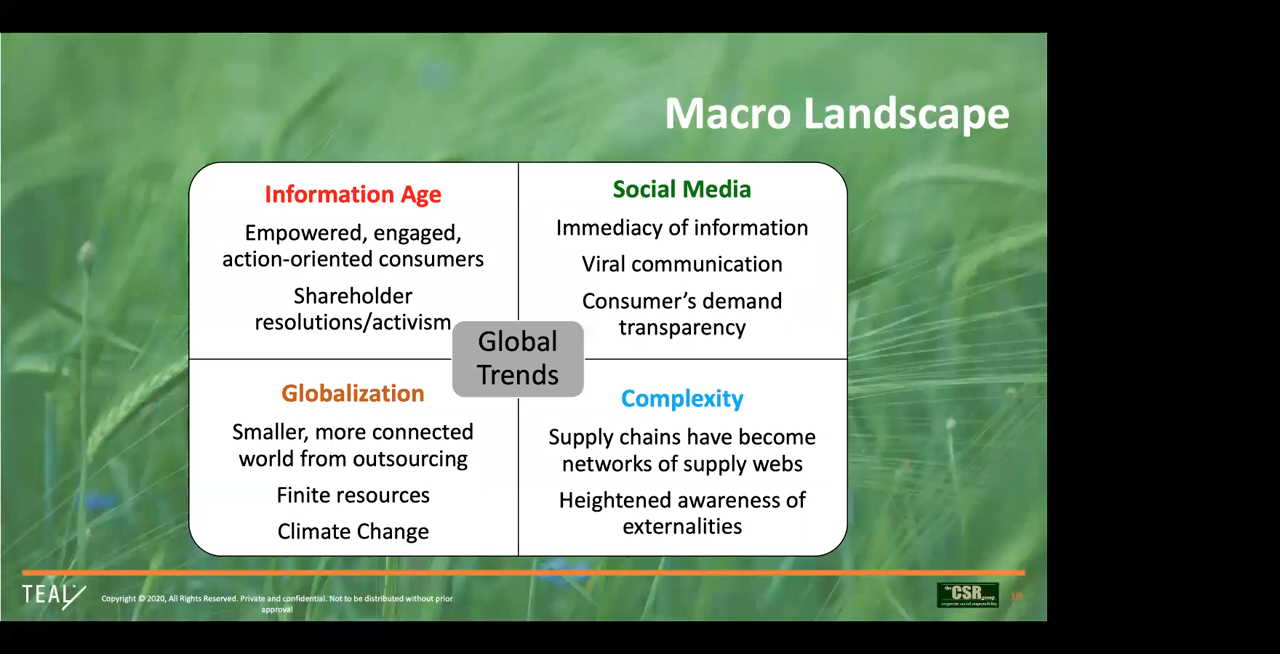 Macro Landscape
Information Age
Empowered, engaged,
action-oriented consumers
Shareholder
resolutions/activism
Social Media
Immediacy of information
Viral communication
Consumer’s demand
transparency
Global
Trends
Globalization
Smaller, more connected
world from outsourcing
Finite resources
Climate Change
Complexity
Supply chains have become
networks of supply webs
Heightened awareness of
externalities
TEAL
Copyright © 2020, All Rights Reserved. Private and confidential. Not to be distributed without prior
approval
the CSR group
corporate social responsibility
10